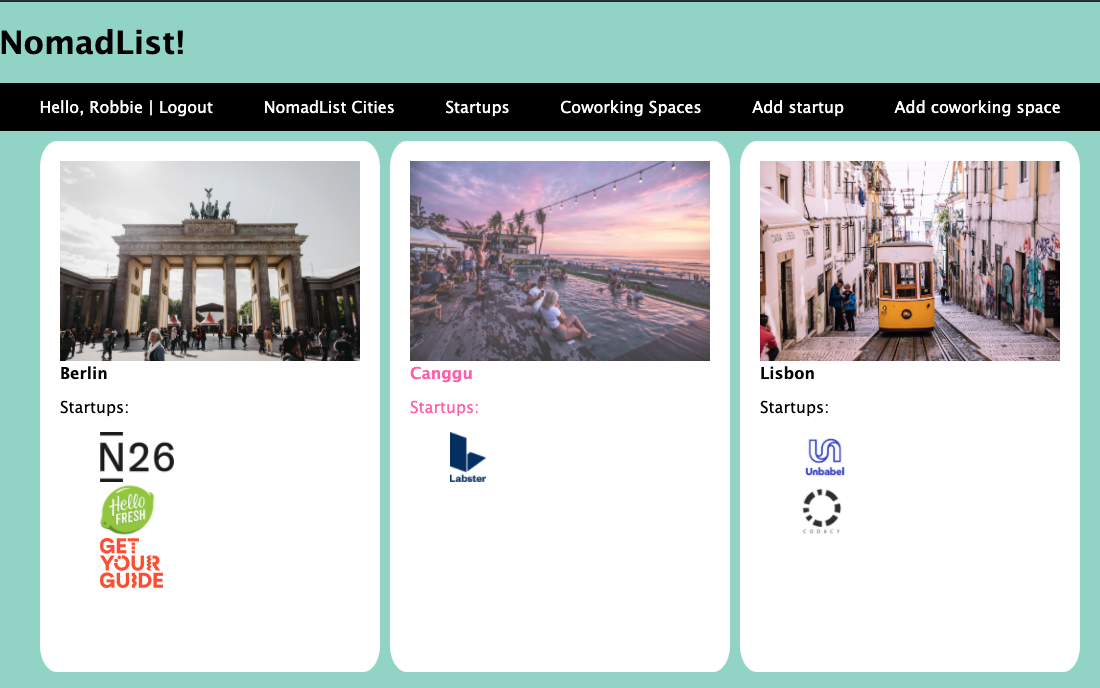 NomadList!
Hello, Robbie | Logout
NomadList Cities
Startups
Coworking Spaces
Add startup
Add coworking space
Berlin
Startups:
N26
Hello
FRESH
GET
YOUR
GUIDE
Canggu
Startups:
Labster
Lisbon
Startups:
Unbabel
CODACY